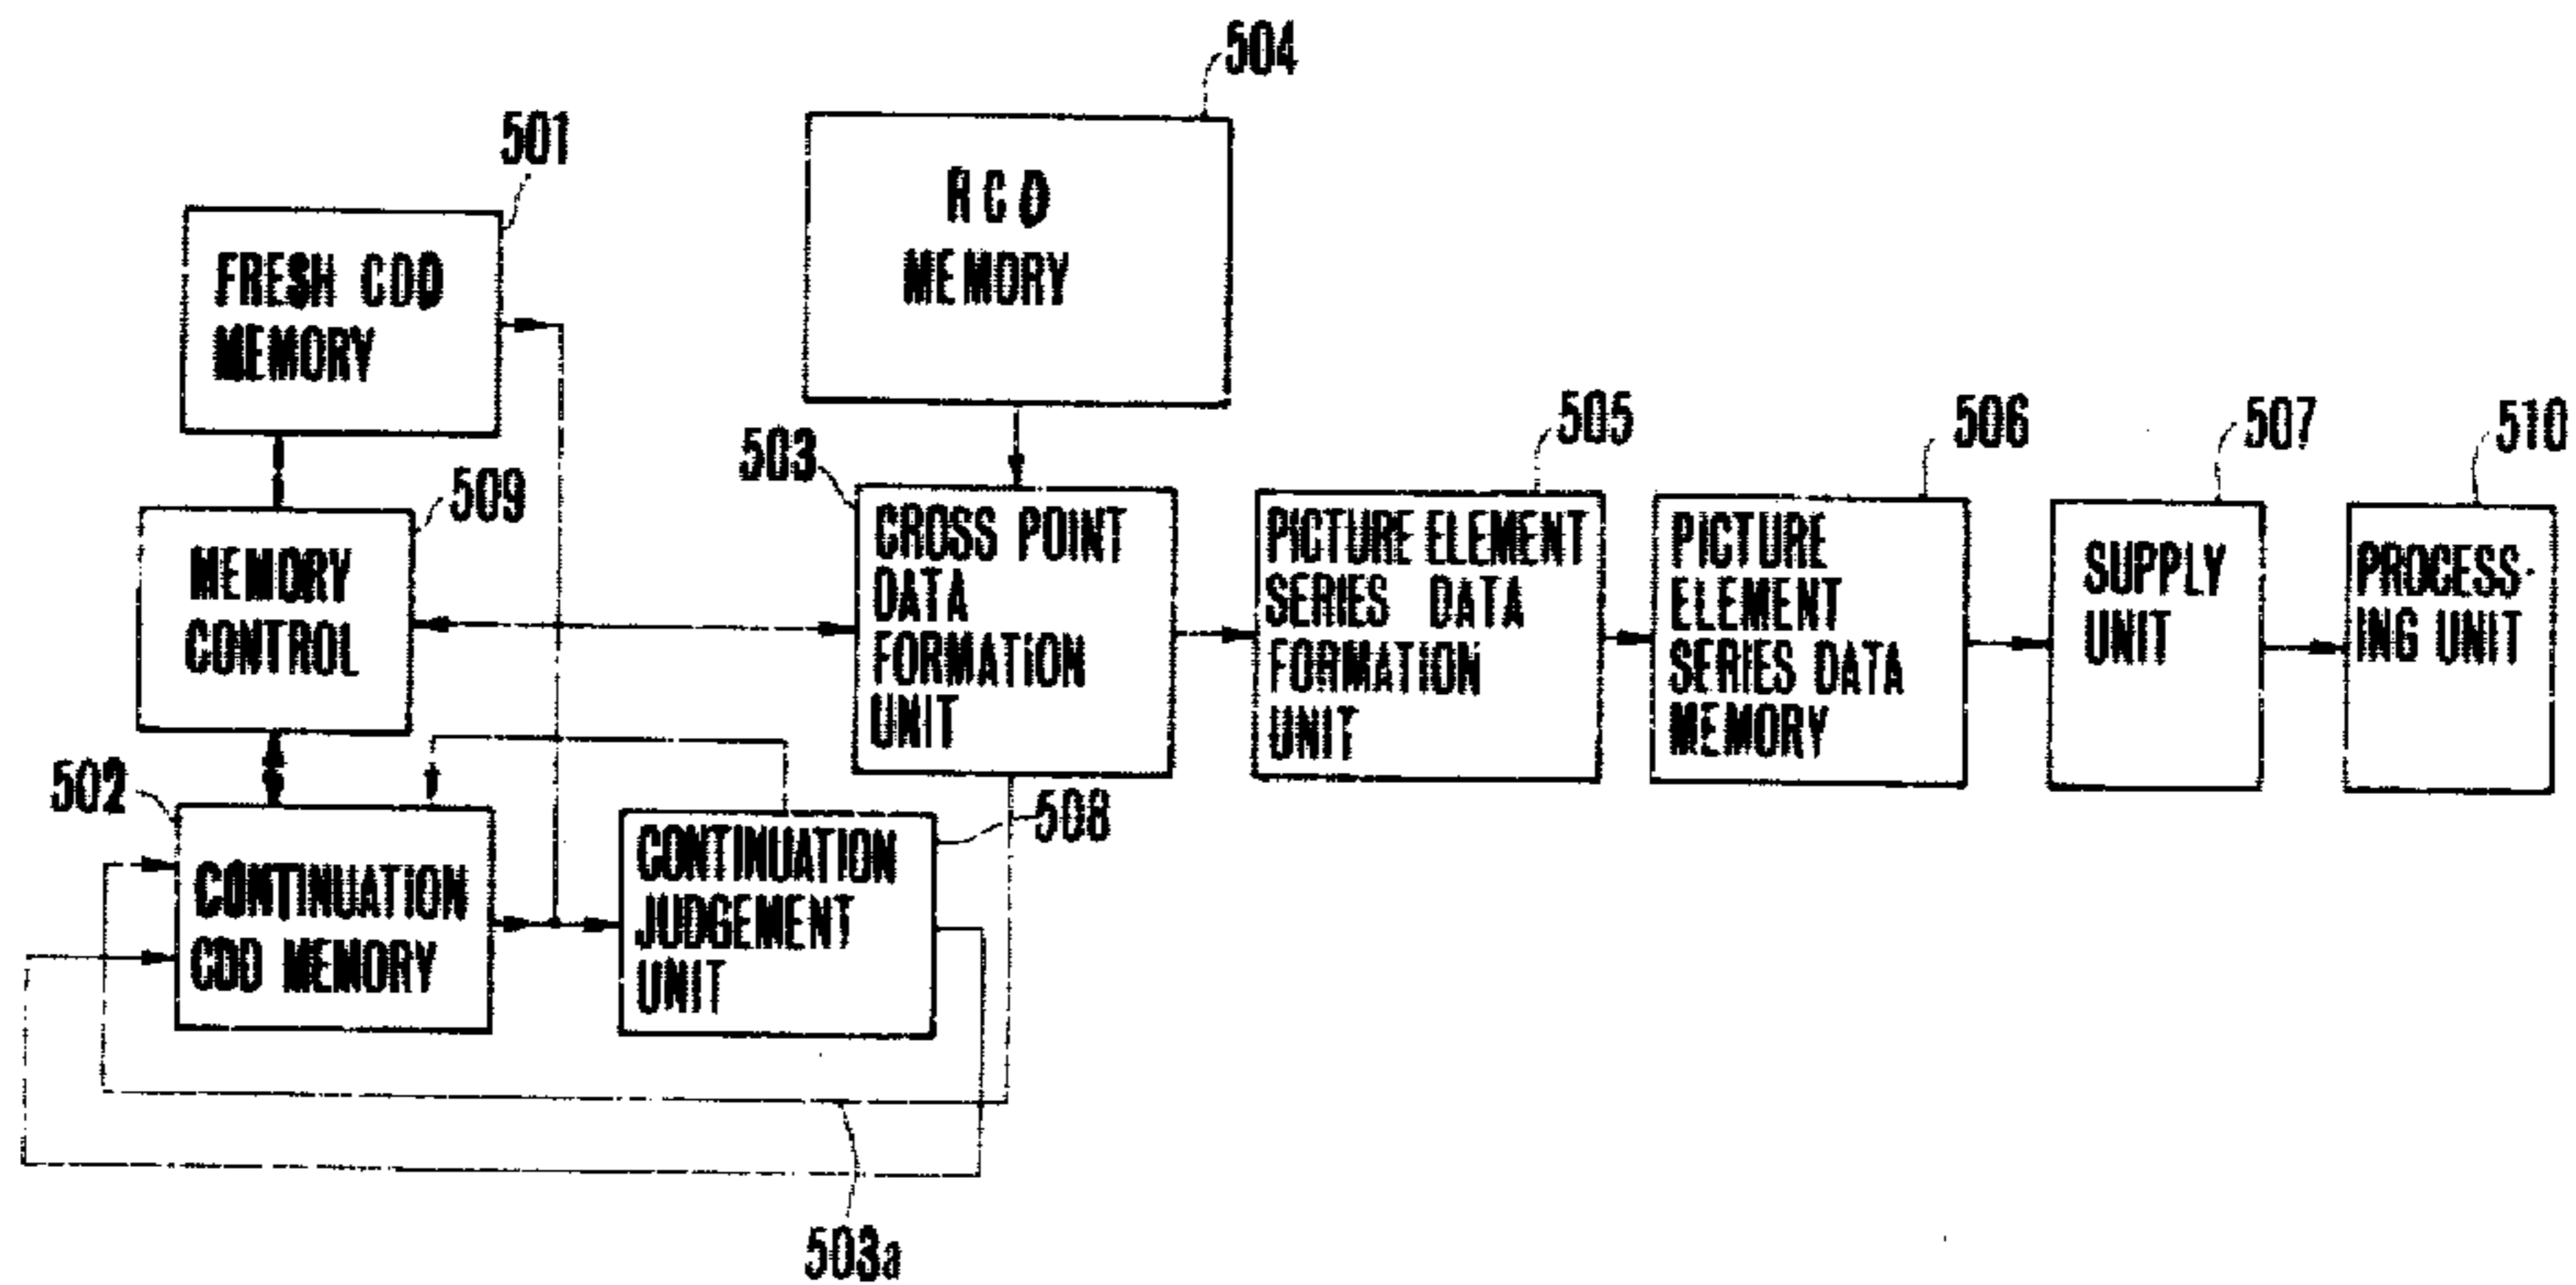 504
501
RCD
MEMORY
FRESH CDD
MEMORY
505
506
507
510
503
509
CROSS POINT
DATA
FORMATION
UNIT
PICTURE ELEMENT
SERIES DATA
FORMATION
UNIT
PICTURE
ELEMENT
SERIES DATA
MEMORY
SUPPLY
UNIT
PROCESS-
ING UNIT
MEMORY
CONTROL
502
508
CONTINUATION
CDD MEMORY
CONTINUATION
JUDGEMENT
UNIT
503a